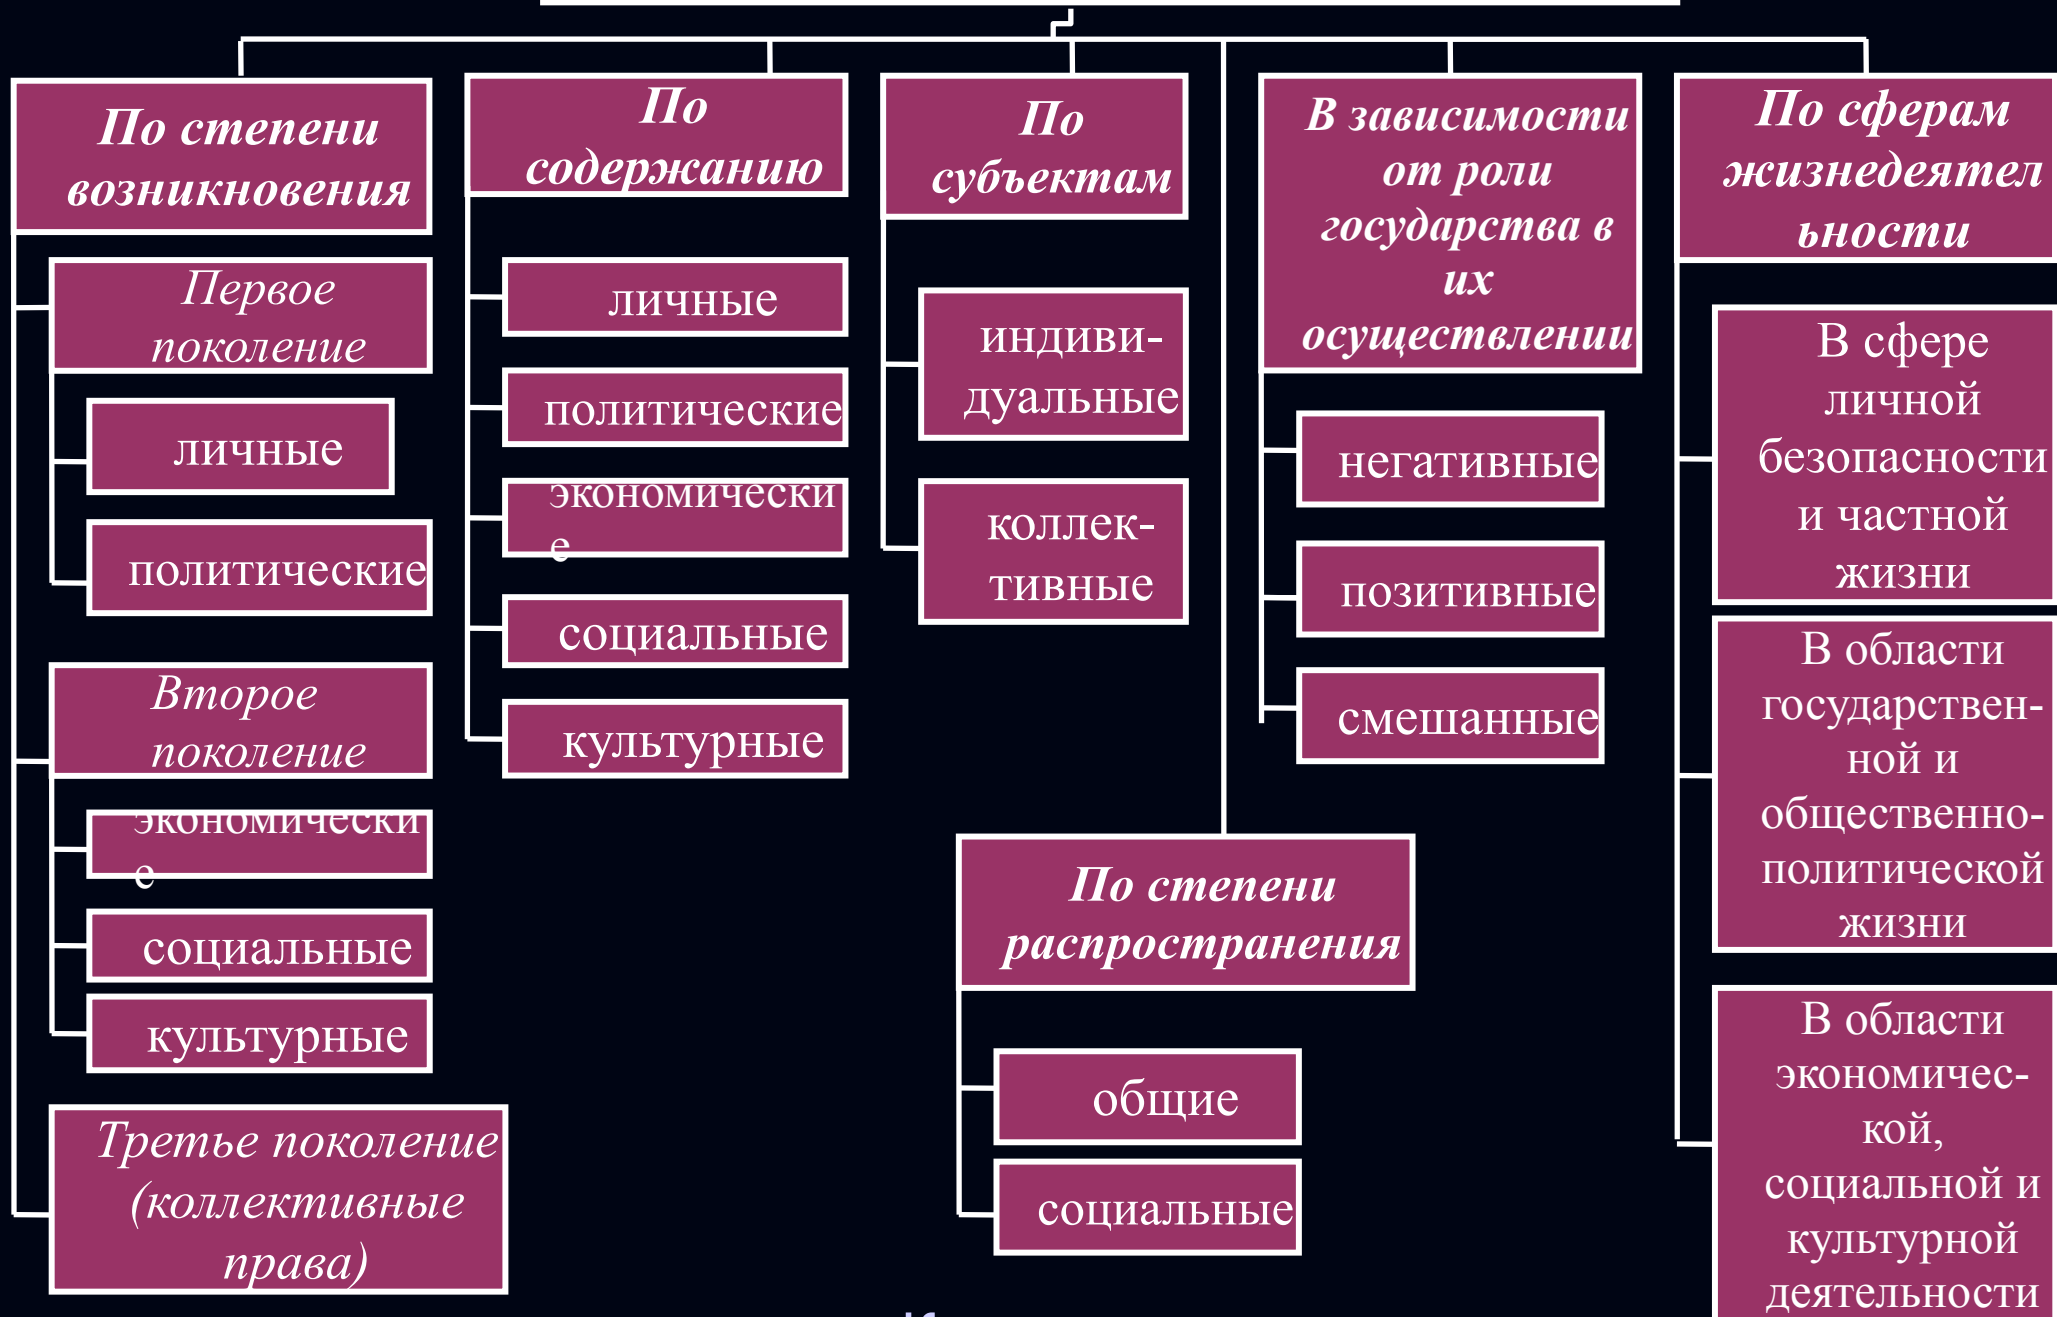 По степени
возникновения
Первое
поколение
личные
политические
Второе
поколение
экономически
е
социальные
культурные
Третье поколение
(коллективные
права)
По
содержанию
личные
политические
экономически
е
социальные
культурные
По
субъектам
индиви-
дуальные
коллек-
тивные
По степени
распространения
общие
социальные
В зависимости
от роли
государства в
их
осуществлении
негативные
позитивные
смешанные
По сферам
жизнедеятел
ьности
В сфере
личной
безопасности
и частной
жизни
В области
государствен-
ной и
общественно-
политической
жизни
В области
экономичес-
кой,
социальной и
культурной
деятельности